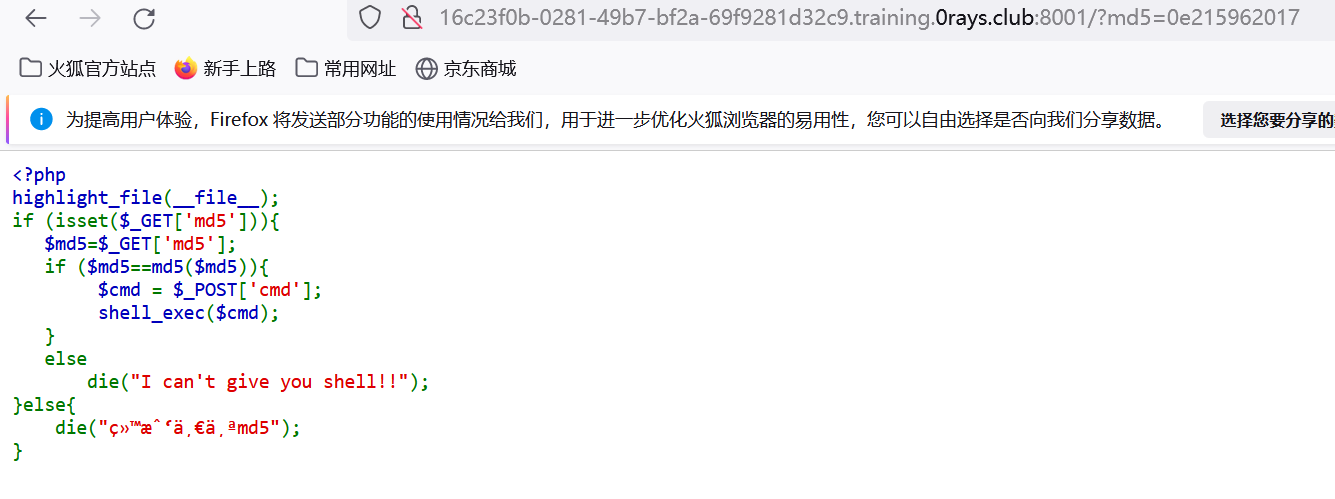 16c23f0b-0281-49b7-bf2a-69f9281d32c9.training.0rays.club:8001/?md5=0e215962017
火狐官方站点 新手上路 常用网址 京东商城
为提高用户体验，Firefox 将发送部分功能的使用情况给我们，用于进一步优化火狐浏览器的易用性，您可以自由选择是否向我们分享数据。 选择您要分享的
<?php
highlight_file(__file__);
if (isset($_GET['md5'])){
   $md5=$_GET['md5'];
   if ($md5==md5($md5)){
        $cmd = $_POST['cmd'];
        shell_exec($cmd);
   }
   else
       die("I can't give you shell!!");
}else{
    die("ç»™æˆ‘ä¸€ä¸ªmd5");
}